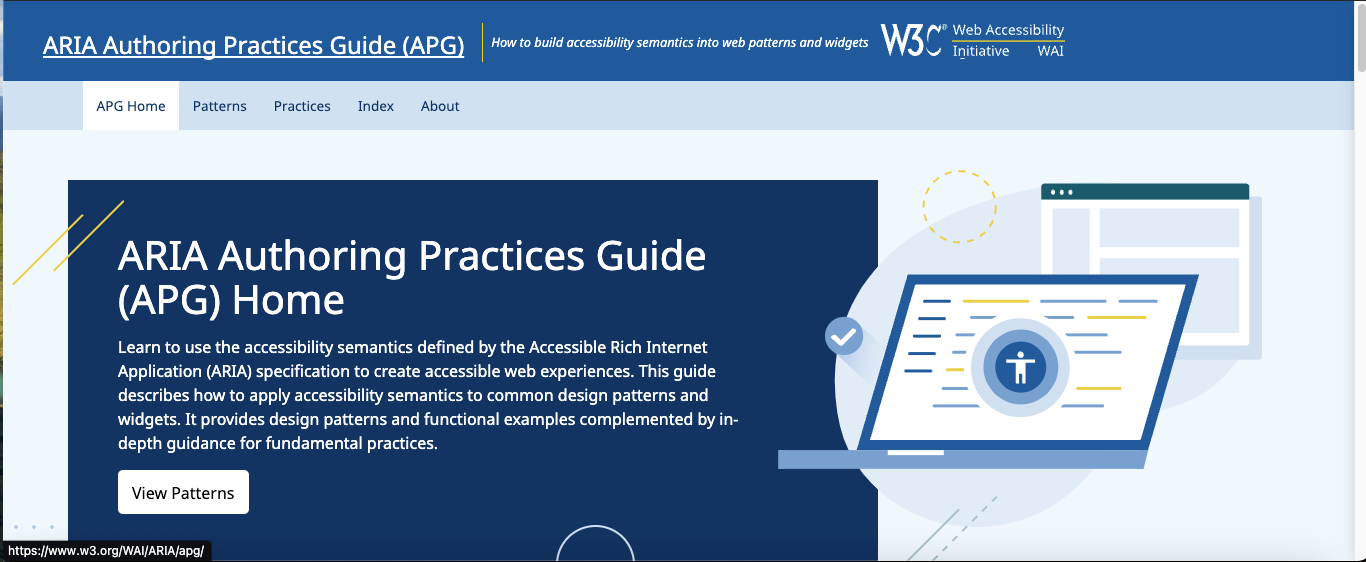 ARIA Authoring Practices Guide (APG)
How to build accessibility semantics into web patterns and widgets
W3C® Web Accessibility
Initiative WAI
APG Home Patterns Practices Index About
ARIA Authoring Practices Guide
(APG) Home
Learn to use the accessibility semantics defined by the Accessible Rich Internet
Application (ARIA) specification to create accessible web experiences. This guide
describes how to apply accessibility semantics to common design patterns and
widgets. It provides design patterns and functional examples complemented by in-
depth guidance for fundamental practices.
View Patterns
https://www.w3.org/WAI/ARIA/apg/